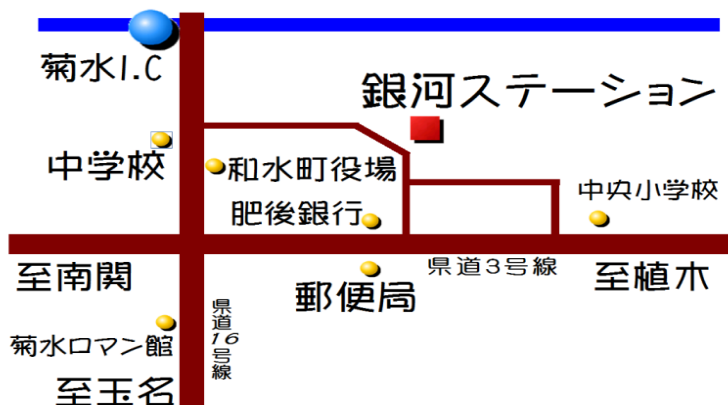 菊水I.C
銀河ステーション
中学校
和水町役場
中央小学校
肥後銀行
県道3号線
至南関
郵便局
至植木
県道16号線
菊水ロマン館
至玉名